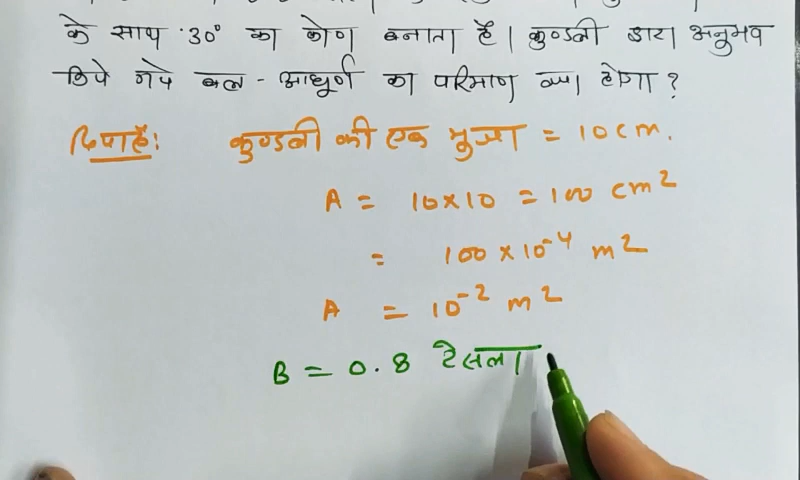 के साथ 30° का कोण बनाता है। कुण्डली द्वारा अनुभव
किये गये बल-आघूर्ण का परिमाण क्या होगा?
दिया है: कुण्डली की एक भुजा = 10 cm.
A = 10×10 = 100 cm²
= 100×10⁻⁴ m²
A = 10⁻² m²
B = 0.8 टेसला